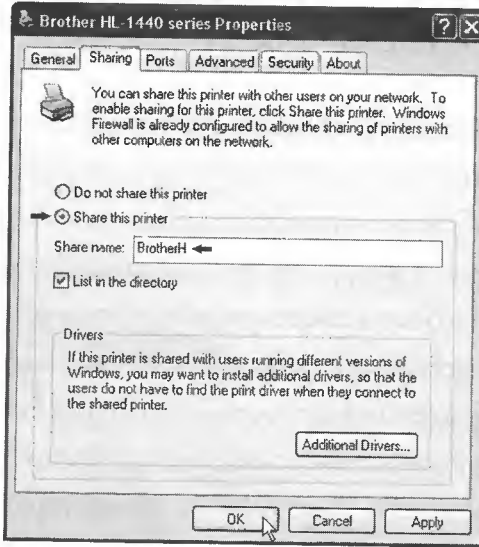 Brother HL-1440 series Properties
General Sharing Ports Advanced Security About
You can share this printer with other users on your network. To
enable sharing for this printer, click Share this printer. Windows
Firewall is already configured to allow the sharing of printers with
other computers on the network.
Do not share this printer
Share this printer
Share name: BrotherH
List in the directory
Drivers
If this printer is shared with users running different versions of
Windows, you may want to install additional drivers, so that the
users do not have to find the print driver when they connect to
the shared printer.
Additional Drivers...
OK Cancel Apply